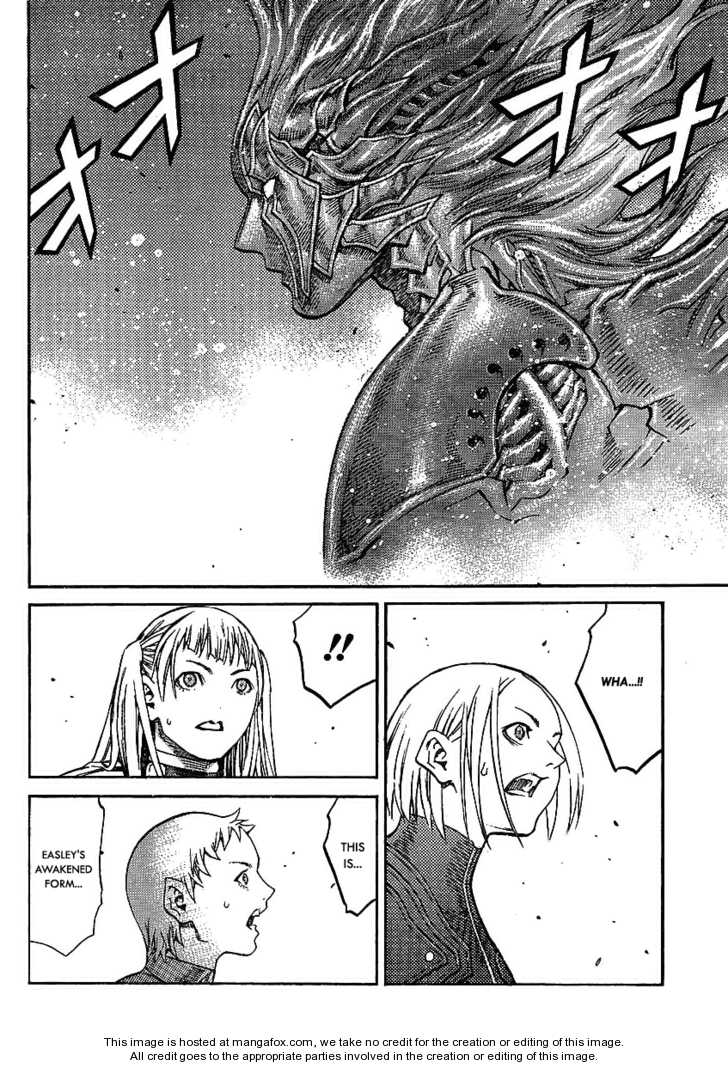 オ
オ
オ
オ
WHA...!!
!!
THIS
IS...
EASLEY'S
AWAKENED
FORM...
This image is hosted at mangafox.com, we take no credit for the creation or editing of this image.
All credit goes to the appropriate parties involved in the creation or editing of this image.